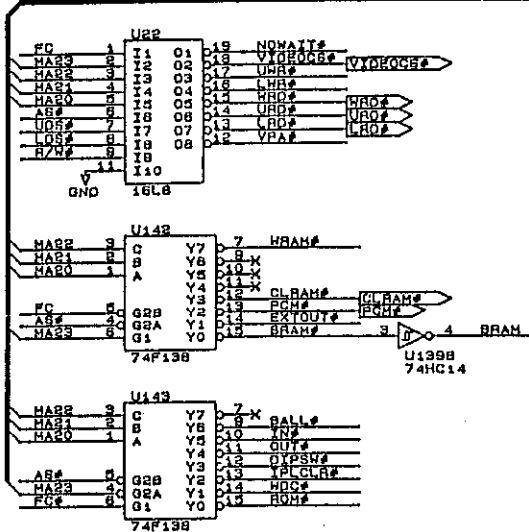 U22
FC 1 I1 O1 19 NOWAIT#
MA23 2 I2 O2 18 VIDEOCS# VIDEOCS#
MA22 3 I3 O3 17 UWR#
MA21 4 I4 O4 16 LWR#
MA20 5 I5 O5 15 WRD# WRD#
AS# 6 I6 O6 14 URD# URD#
UDS# 7 I7 O7 13 LRD# LRD#
LDS# 8 I8 O8 12 VPA#
R/W# 9 I9
11 I10
GND 16L8
U142
MA22 3 C Y7 7 WRAM#
MA21 2 B Y6 9
MA20 1 A Y5 10
Y4 11
Y3 12 CLRAM# CLRAM#
FC 5 G2B Y2 13 PCM# PCM#
AS# 4 G2A Y1 14 EXTOUT#
MA23 6 G1 Y0 15 BRAM# 3 4 BRAM
74F138
U139B
74HC14
U143
MA22 3 C Y7 7
MA21 2 B Y6 9 BALL#
MA20 1 A Y5 10 IN#
Y4 11 OUT#
Y3 12 DIPSW#
AS# 5 G2B Y2 13 IPLCLR#
MA23 4 G2A Y1 14 WDC#
FC# 6 G1 Y0 15 ROM#
74F138